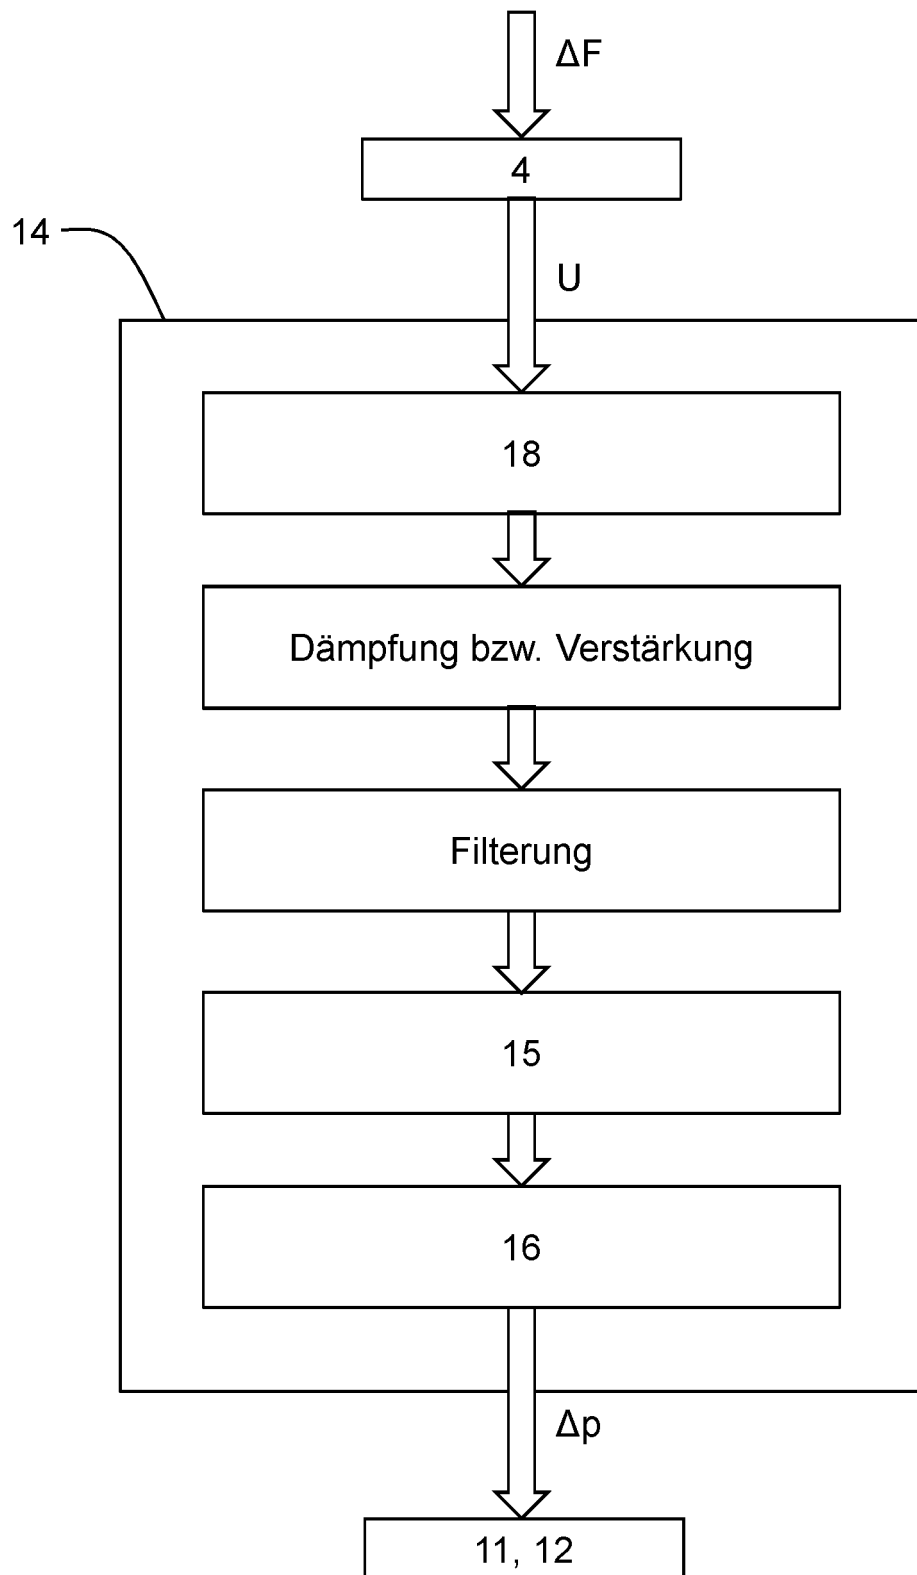 ΔF
4
14
U
18
Dämpfung bzw. Verstärkung
Filterung
15
16
Δp
11, 12